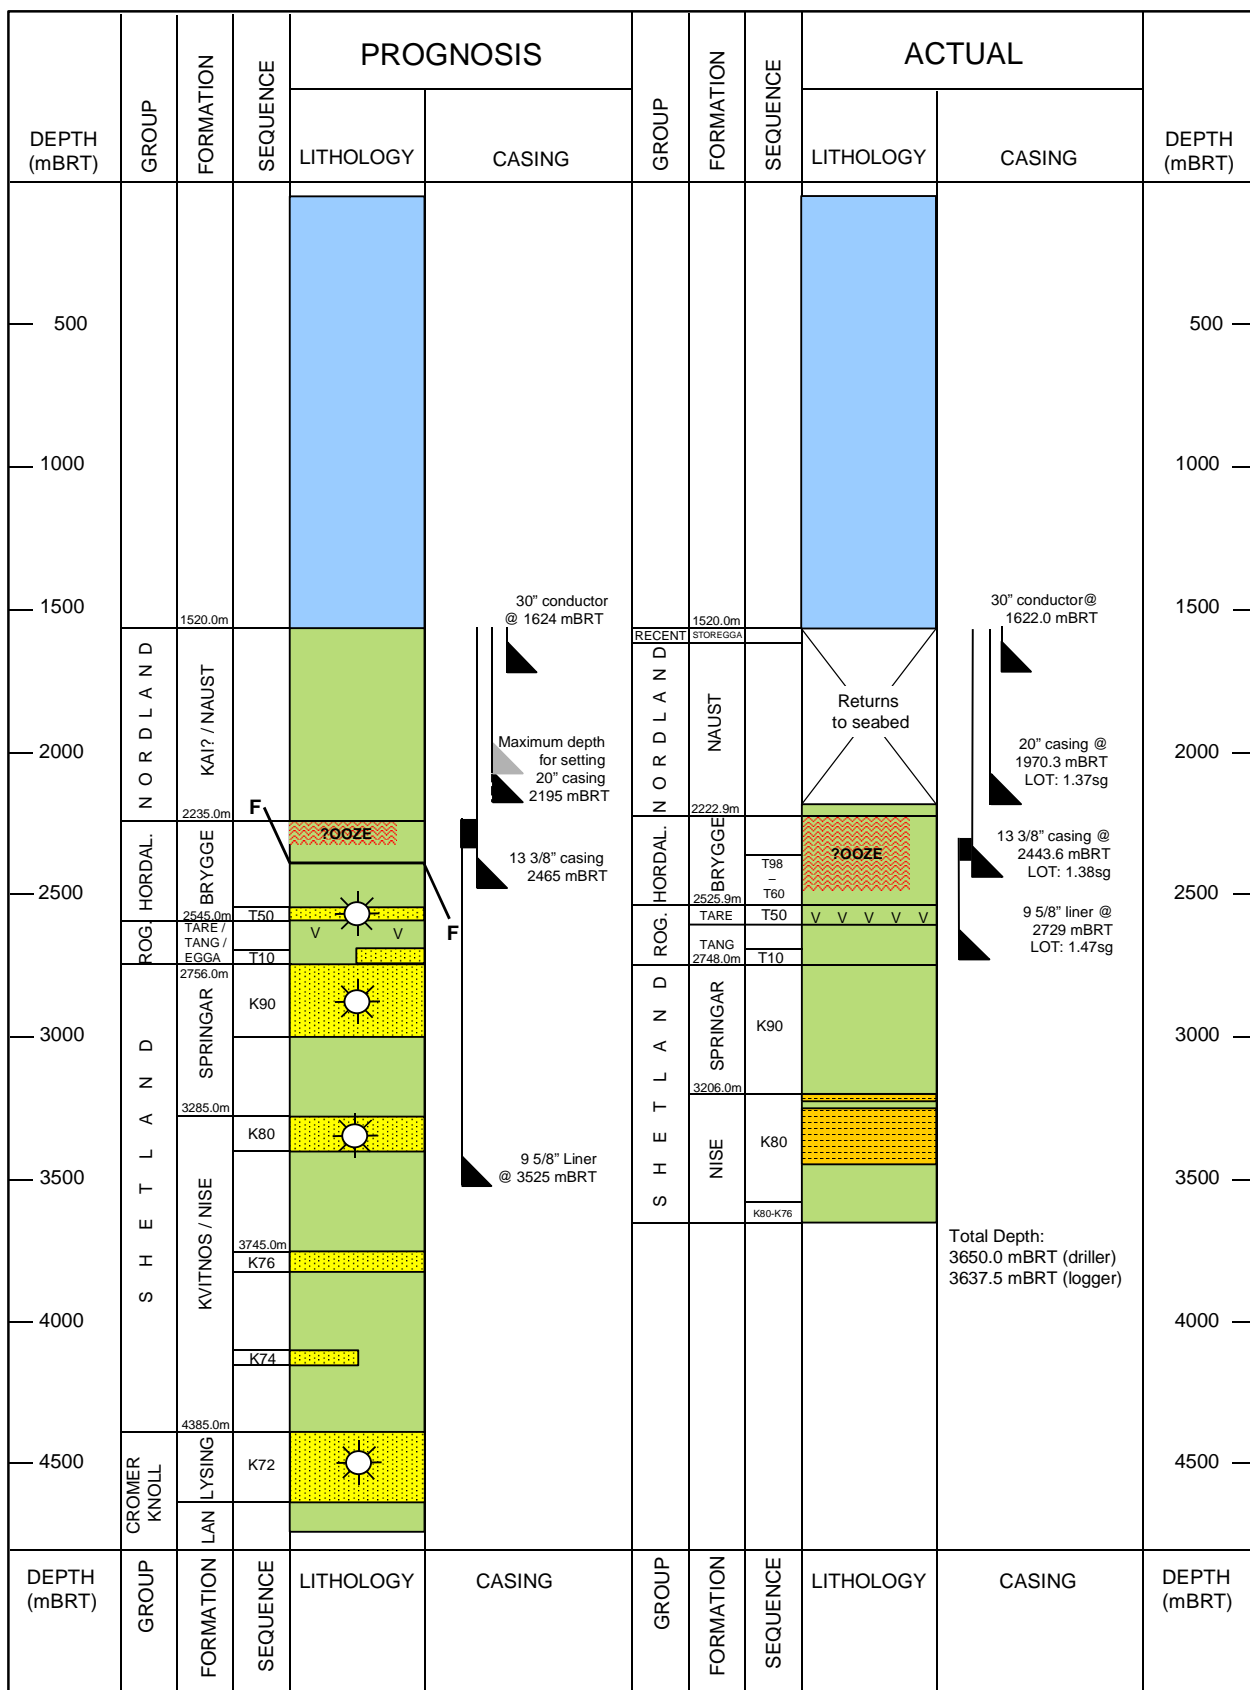 PROGNOSIS
ACTUAL
DEPTH
(mBRT)
GROUP
FORMATION
SEQUENCE
LITHOLOGY
CASING
GROUP
FORMATION
SEQUENCE
LITHOLOGY
CASING
DEPTH
(mBRT)
500
1000
1500
2000
2500
3000
3500
4000
4500
NORDLAND
HORDAL.
ROG.
SHETLAND
CROMER
KNOLL
1520.0m
KAI? / NAUST
2235.0m
BRYGGE
2545.0m
TARE /
TANG /
EGGA
2756.0m
SPRINGAR
3285.0m
KVITNOS / NISE
3745.0m
4385.0m
LYSING
LAN
T50
T10
K90
K80
K76
K74
K72
F
?OOZE
V V
F
30” conductor
@ 1624 mBRT
Maximum depth
for setting
20” casing
2195 mBRT
13 3/8” casing
2465 mBRT
9 5/8” Liner
@ 3525 mBRT
RECENT
NORDLAND
HORDAL.
ROG.
SHETLAND
1520.0m
STOREGGA
NAUST
2222.9m
BRYGGE
2525.9m
TARE
TANG
2748.0m
SPRINGAR
3206.0m
NISE
T98
–
T60
T50
T10
K90
K80
K80-K76
Returns
to seabed
?OOZE
V V V V V
30” conductor@
1622.0 mBRT
20” casing @
1970.3 mBRT
LOT: 1.37sg
13 3/8” casing @
2443.6 mBRT
LOT: 1.38sg
9 5/8” liner @
2729 mBRT
LOT: 1.47sg
Total Depth:
3650.0 mBRT (driller)
3637.5 mBRT (logger)
500
1000
1500
2000
2500
3000
3500
4000
4500
DEPTH
(mBRT)
GROUP
FORMATION
SEQUENCE
LITHOLOGY
CASING
GROUP
FORMATION
SEQUENCE
LITHOLOGY
CASING
DEPTH
(mBRT)